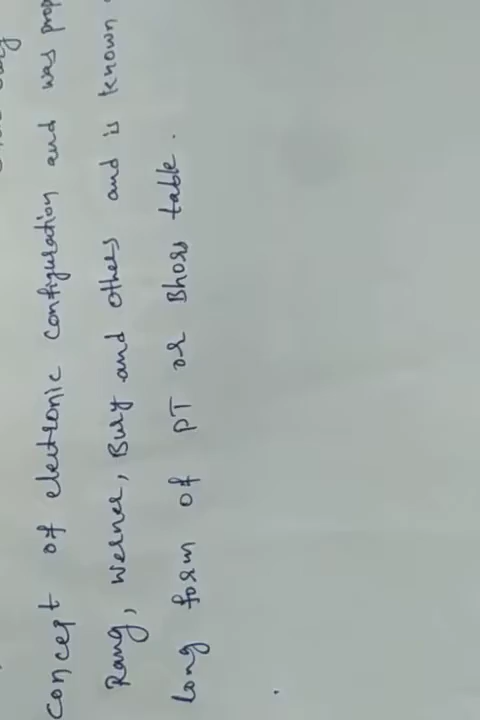 concept of electronic configuration and was prop
Rang, Werner, Bury and others and is known
Long form of PT or Bhors table.